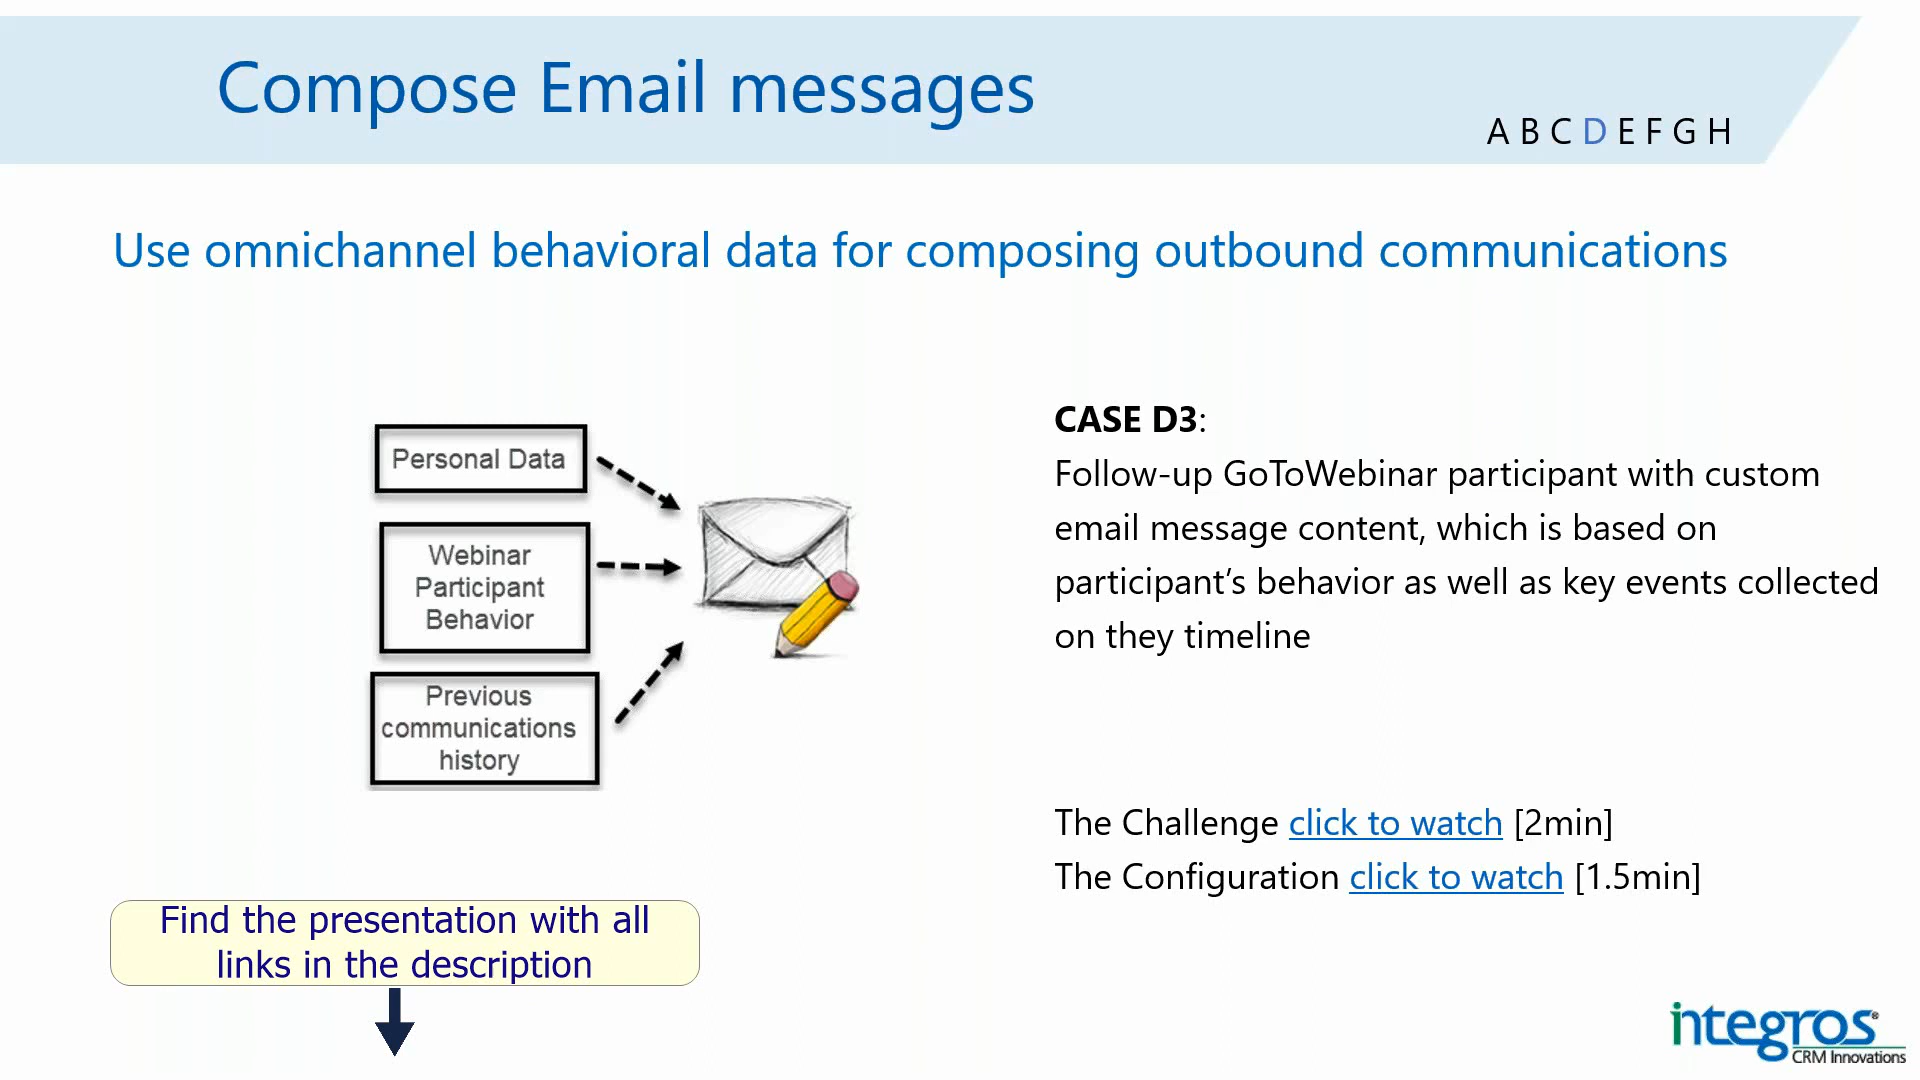 Compose Email messages
A B C D E F G H
Use omnichannel behavioral data for composing outbound communications
Personal Data
Webinar
Participant
Behavior
Previous
communications
history
CASE D3:
Follow-up GoToWebinar participant with custom
email message content, which is based on
participant’s behavior as well as key events collected
on they timeline
The Challenge click to watch [2min]
The Configuration click to watch [1.5min]
Find the presentation with all
links in the description
integros®
CRM Innovations